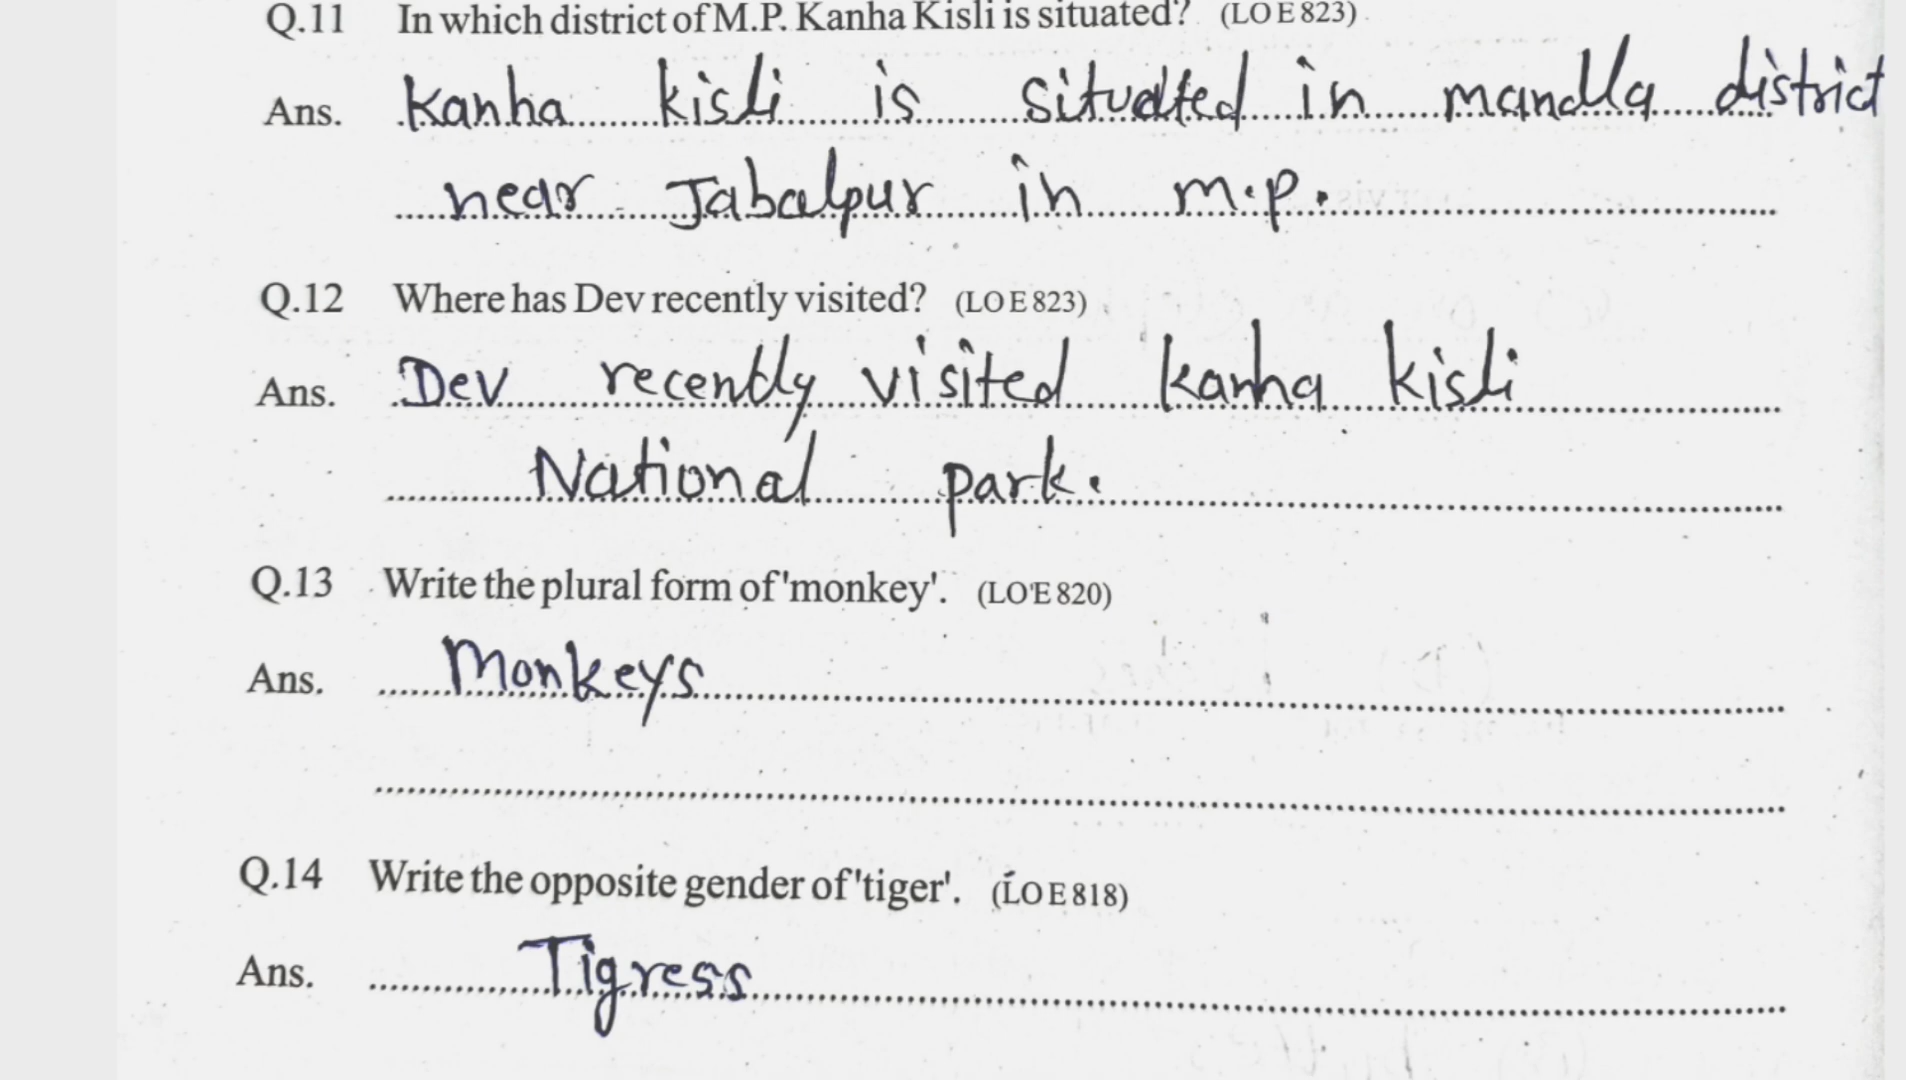 Q.11 In which district of M.P. Kanha Kisli is situated? (LO E 823)
Ans. Kanha kisli is situated in mandla district
near Jabalpur in m.p.
Q.12 Where has Dev recently visited? (LO E 823)
Ans. Dev recently visited kanha kisli
National park.
Q.13 Write the plural form of 'monkey'. (LO E 820)
Ans. Monkeys
Q.14 Write the opposite gender of 'tiger'. (LO E 818)
Ans. Tigress